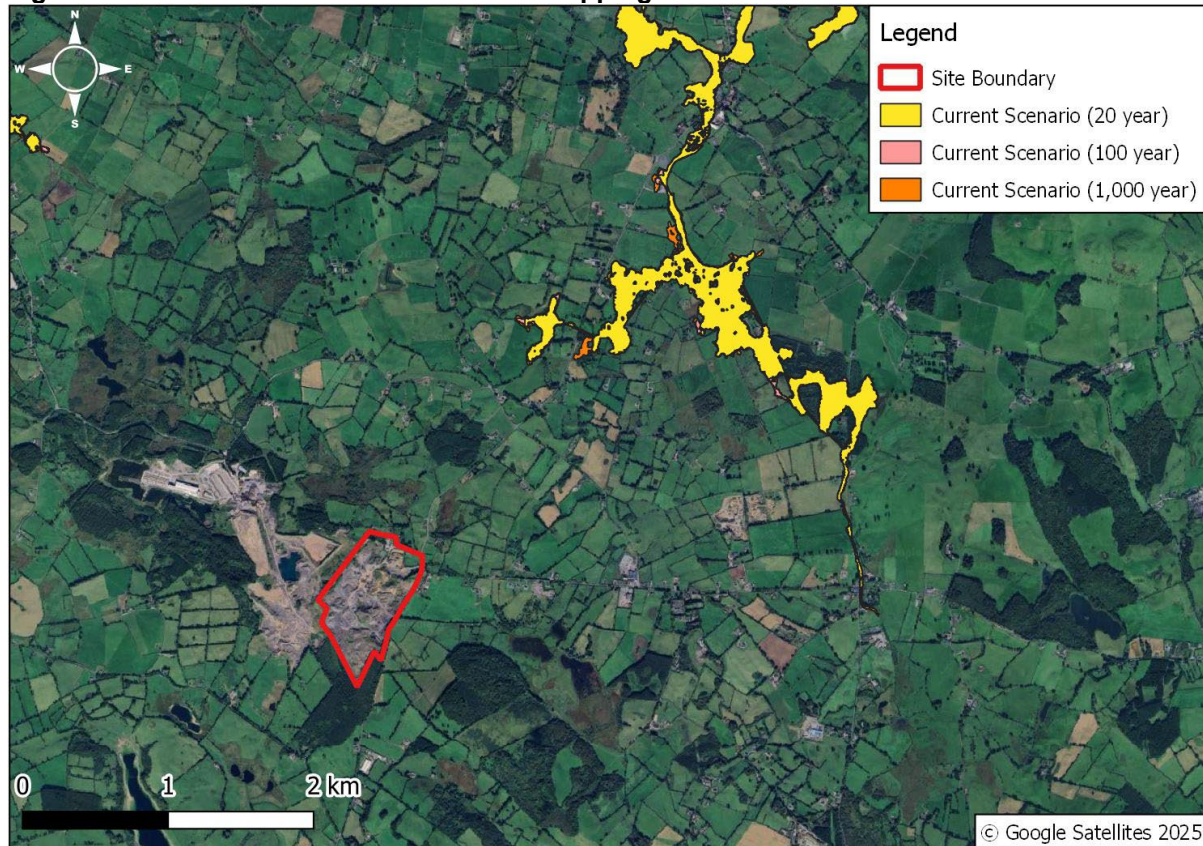 pping
N
W
E
S
Legend
Site Boundary
Current Scenario (20 year)
Current Scenario (100 year)
Current Scenario (1,000 year)
0 1 2 km
© Google Satellites 2025